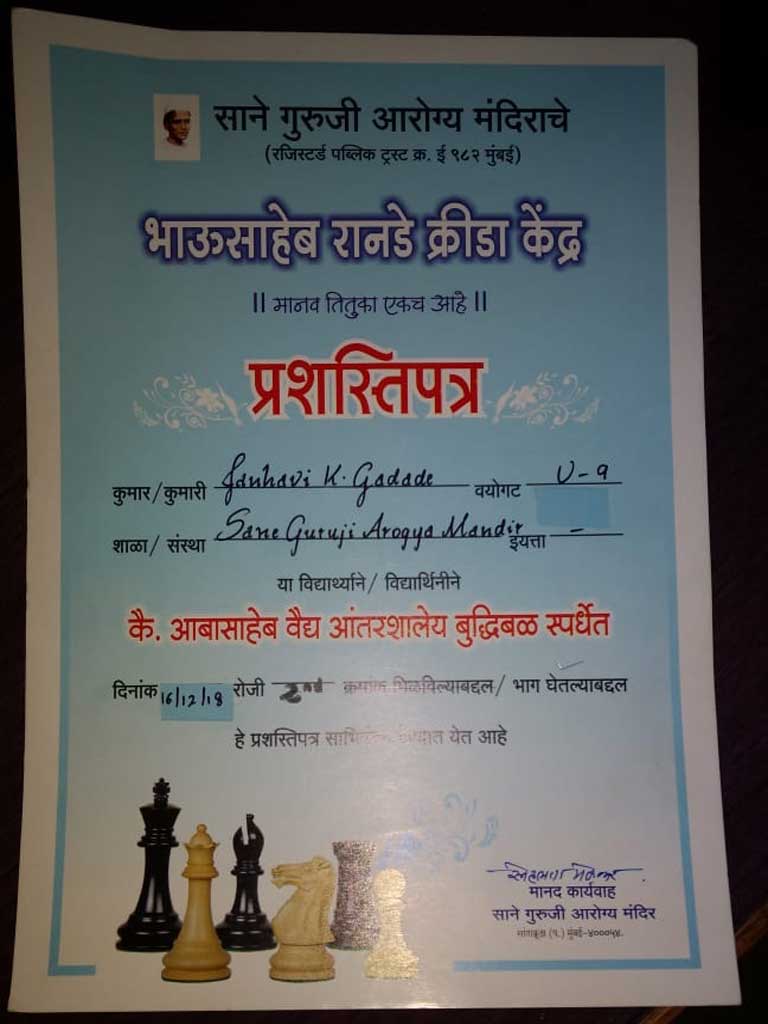 साने गुरुजी आरोग्य मंदिराचे
(रजिस्टर्ड पब्लिक ट्रस्ट क्र. ई ९८२ मुंबई)
भाऊसाहेब रानडे क्रीडा केंद्र
|| मानव तितुका एकच आहे ||
प्रशस्तिपत्र
कुमार/कुमारी Janhavi K. Gadade वयोगट U-9
शाळा/ संस्था Sane Guruji Arogya Mandir इयत्ता -
या विद्यार्थ्याने/ विद्यार्थिनीने
कै. आबासाहेब वैद्य आंतरशालेय बुद्धिबळ स्पर्धेत
दिनांक 16/12/18 रोजी 2nd क्रमांक मिळविल्याबद्दल/ भाग घेतल्याबद्दल
हे प्रशस्तिपत्र येत आहे
मानद कार्यवाह
साने गुरुजी आरोग्य मंदिर
सांताक्रुझ (प.) मुंबई-४०००५४.